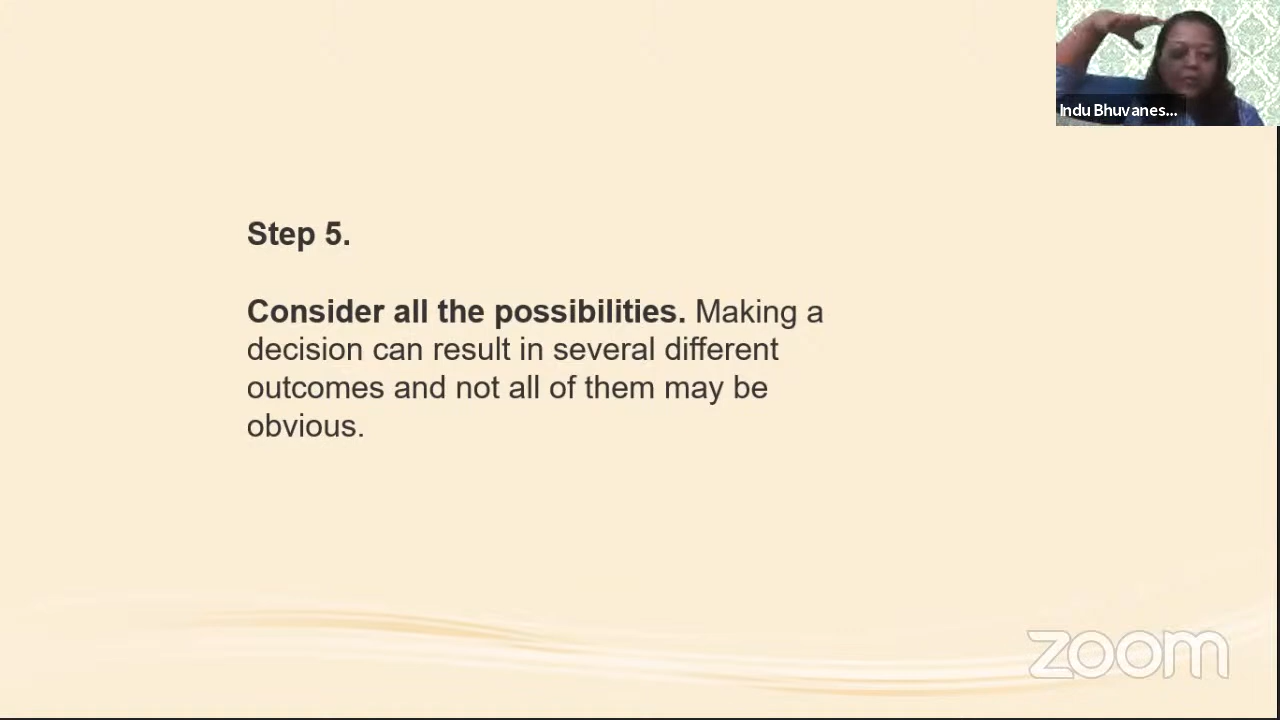 Indu Bhuvanes...
Step 5.
Consider all the possibilities. Making a
decision can result in several different
outcomes and not all of them may be
obvious.
zoom